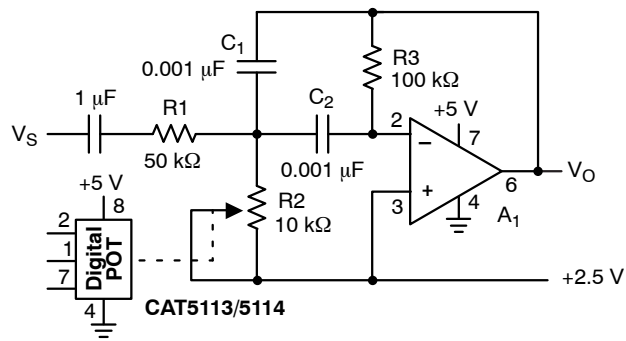 C1
0.001 μF
R3
100 kΩ
1 μF
R1
C2
+5 V
VS
50 kΩ
0.001 μF
2
7
−
+
6
VO
3
4
A1
R2
10 kΩ
+5 V
8
2
1
7
Digital
POT
4
CAT5113/5114
+2.5 V